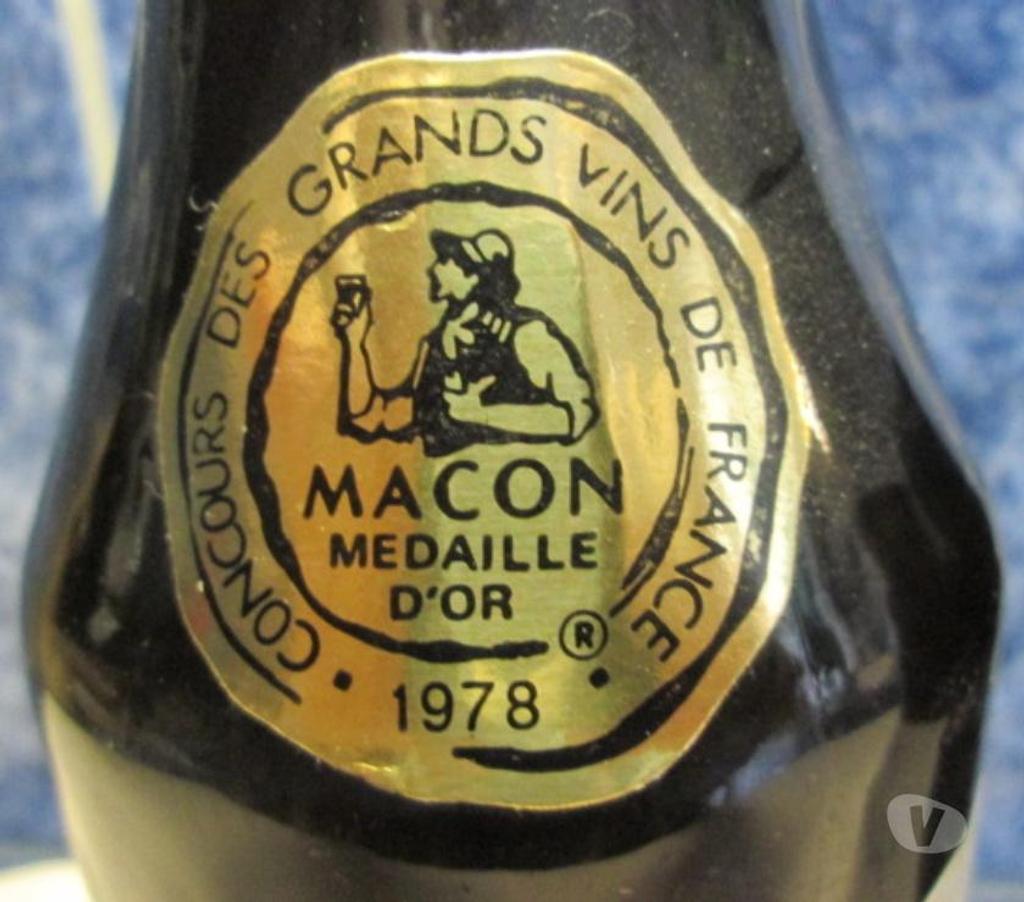 CONCOURS DES GRANDS VINS DE FRANCE
MACON
MEDAILLE
D'OR
®
• 1978 •
V